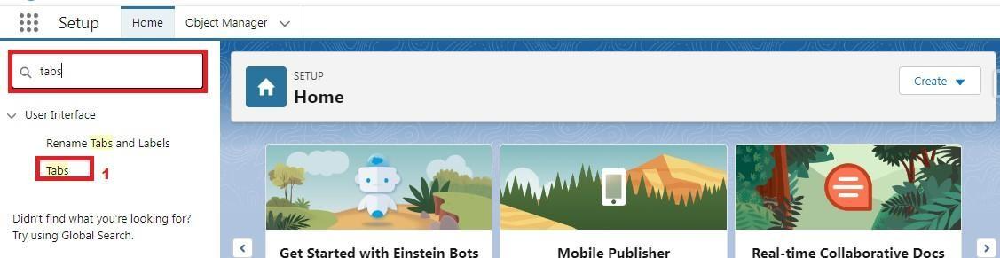 Setup
Home
Object Manager
tabs
User Interface
Rename Tabs and Labels
Tabs
1
Didn't find what you're looking for?
Try using Global Search.
SETUP
Home
Create
Get Started with Einstein Bots
Mobile Publisher
Real-time Collaborative Docs